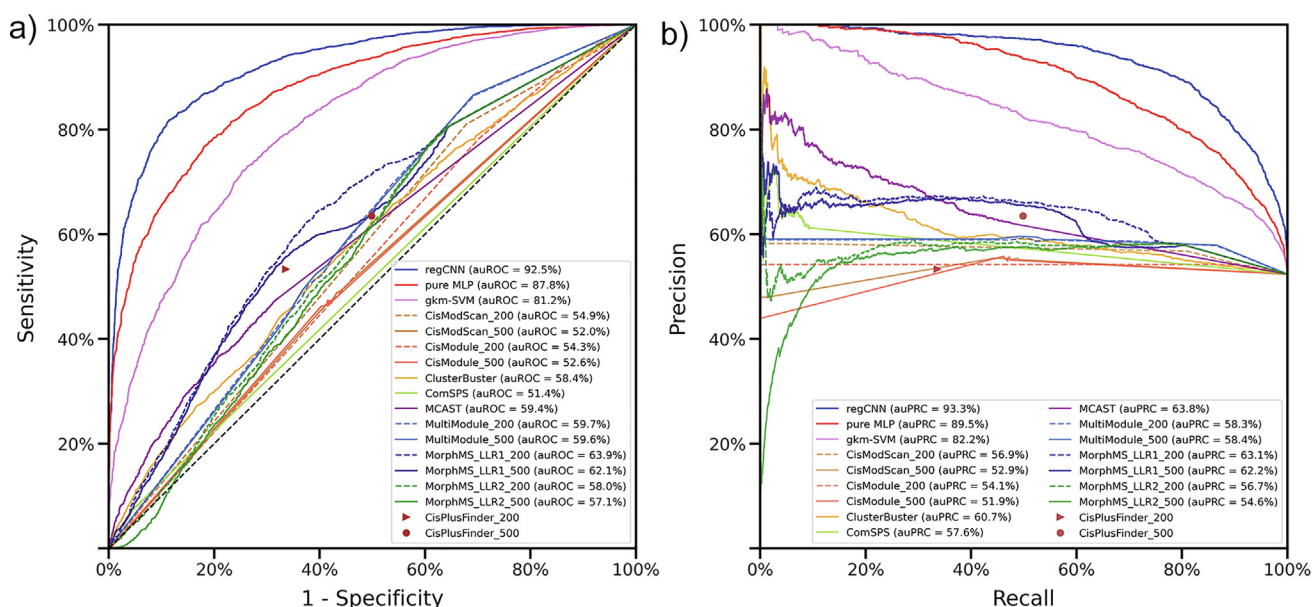 a)
100%
80%
60%
40%
20%
Sensitivity
0%
20%
40%
60%
80%
100%
1 - Specificity
regCNN (auROC = 92.5%)
pure MLP (auROC = 87.8%)
gkm-SVM (auROC = 81.2%)
CisModScan_200 (auROC = 54.9%)
CisModScan_500 (auROC = 52.0%)
CisModule_200 (auROC = 54.3%)
CisModule_500 (auROC = 52.6%)
ClusterBuster (auROC = 58.4%)
ComSPS (auROC = 51.4%)
MCAST (auROC = 59.4%)
MultiModule_200 (auROC = 59.7%)
MultiModule_500 (auROC = 59.6%)
MorphMS_LLR1_200 (auROC = 63.9%)
MorphMS_LLR1_500 (auROC = 62.1%)
MorphMS_LLR2_200 (auROC = 58.0%)
MorphMS_LLR2_500 (auROC = 57.1%)
CisPlusFinder_200
CisPlusFinder_500
b)
100%
80%
60%
40%
20%
Precision
0%
20%
40%
60%
80%
100%
Recall
regCNN (auPRC = 93.3%)
pure MLP (auPRC = 89.5%)
gkm-SVM (auPRC = 82.2%)
CisModScan_200 (auPRC = 56.9%)
CisModScan_500 (auPRC = 52.9%)
CisModule_200 (auPRC = 54.1%)
CisModule_500 (auPRC = 51.9%)
ClusterBuster (auPRC = 60.7%)
ComSPS (auPRC = 57.6%)
MCAST (auPRC = 63.8%)
MultiModule_200 (auPRC = 58.3%)
MultiModule_500 (auPRC = 58.4%)
MorphMS_LLR1_200 (auPRC = 63.1%)
MorphMS_LLR1_500 (auPRC = 62.2%)
MorphMS_LLR2_200 (auPRC = 56.7%)
MorphMS_LLR2_500 (auPRC = 54.6%)
CisPlusFinder_200
CisPlusFinder_500